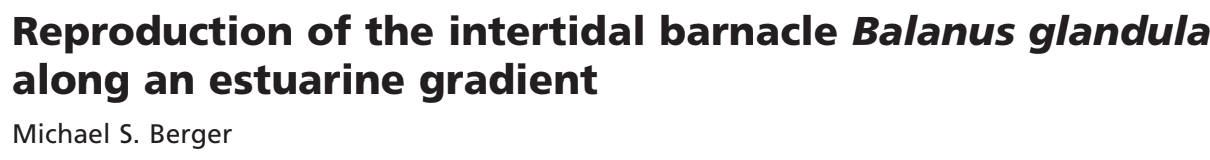 Reproduction of the intertidal barnacle Balanus glandula
along an estuarine gradient
Michael S. Berger